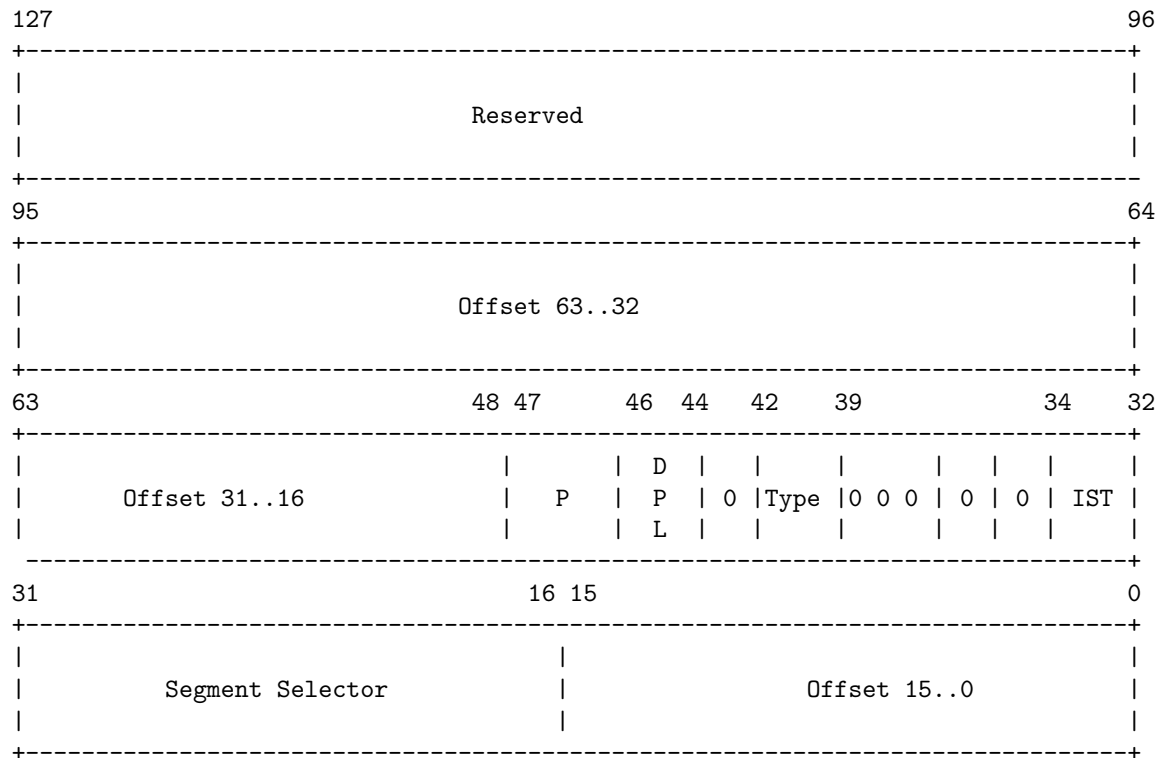 127                                                                             96
+-------------------------------------------------------------------------------+
|                                                                               |
|                                Reserved                                       |
|                                                                               |
+--------------------------------------------------------------------------------
95                                                                              64
+-------------------------------------------------------------------------------+
|                                                                               |
|                               Offset 63..32                                   |
|                                                                               |
+-------------------------------------------------------------------------------+
63                               48 47      46  44   42    39             34    32
+-------------------------------------------------------------------------------+
|                                  |       |  D  |   |     |      |   |   |     |
|       Offset 31..16              |   P   |  P  | 0 |Type |0 0 0 | 0 | 0 | IST |
|                                  |       |  L  |   |     |      |   |   |     |
 -------------------------------------------------------------------------------+
31                                   16 15                                      0
+-------------------------------------------------------------------------------+
|                                      |                                        |
|          Segment Selector            |                 Offset 15..0           |
|                                      |                                        |
+-------------------------------------------------------------------------------+